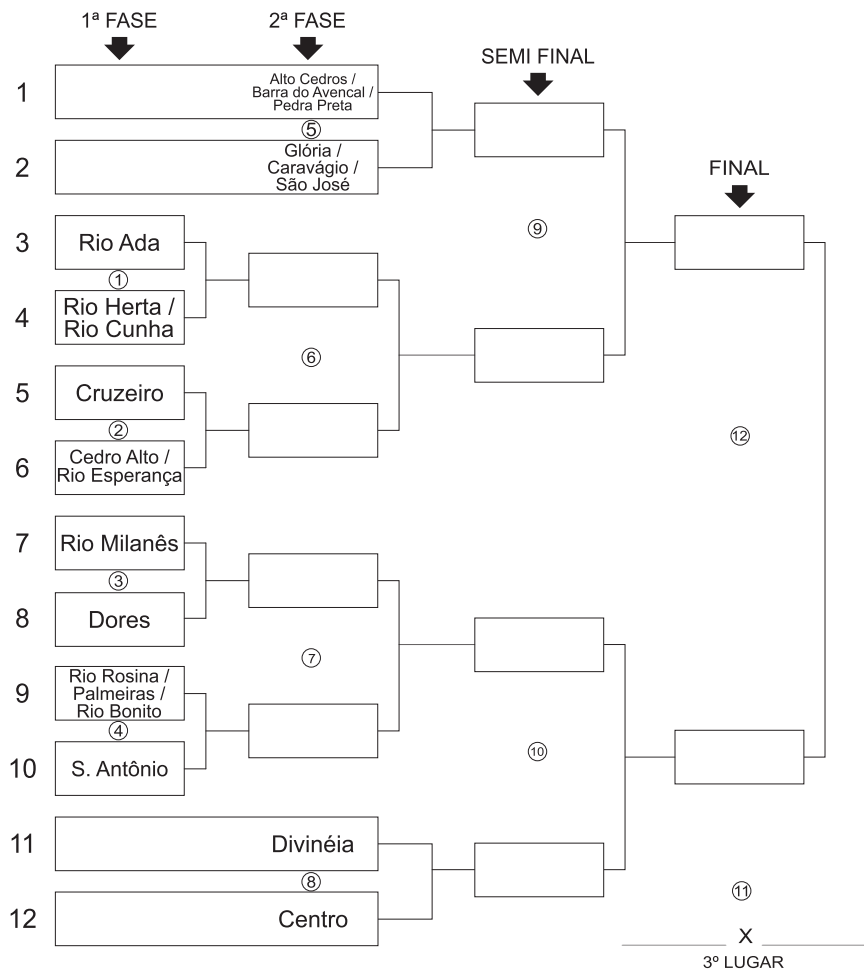 1ª FASE
2ª FASE
SEMI FINAL
FINAL
1
Alto Cedros /
Barra do Avencal /
Pedra Preta
5
2
Glória /
Caravágio /
São José
3
Rio Ada
1
4
Rio Herta /
Rio Cunha
5
Cruzeiro
2
6
Cedro Alto /
Rio Esperança
6
9
12
7
Rio Milanês
3
8
Dores
9
Rio Rosina /
Palmeiras /
Rio Bonito
4
10
S. Antônio
7
10
11
Divinéia
8
12
Centro
11
X
3º LUGAR